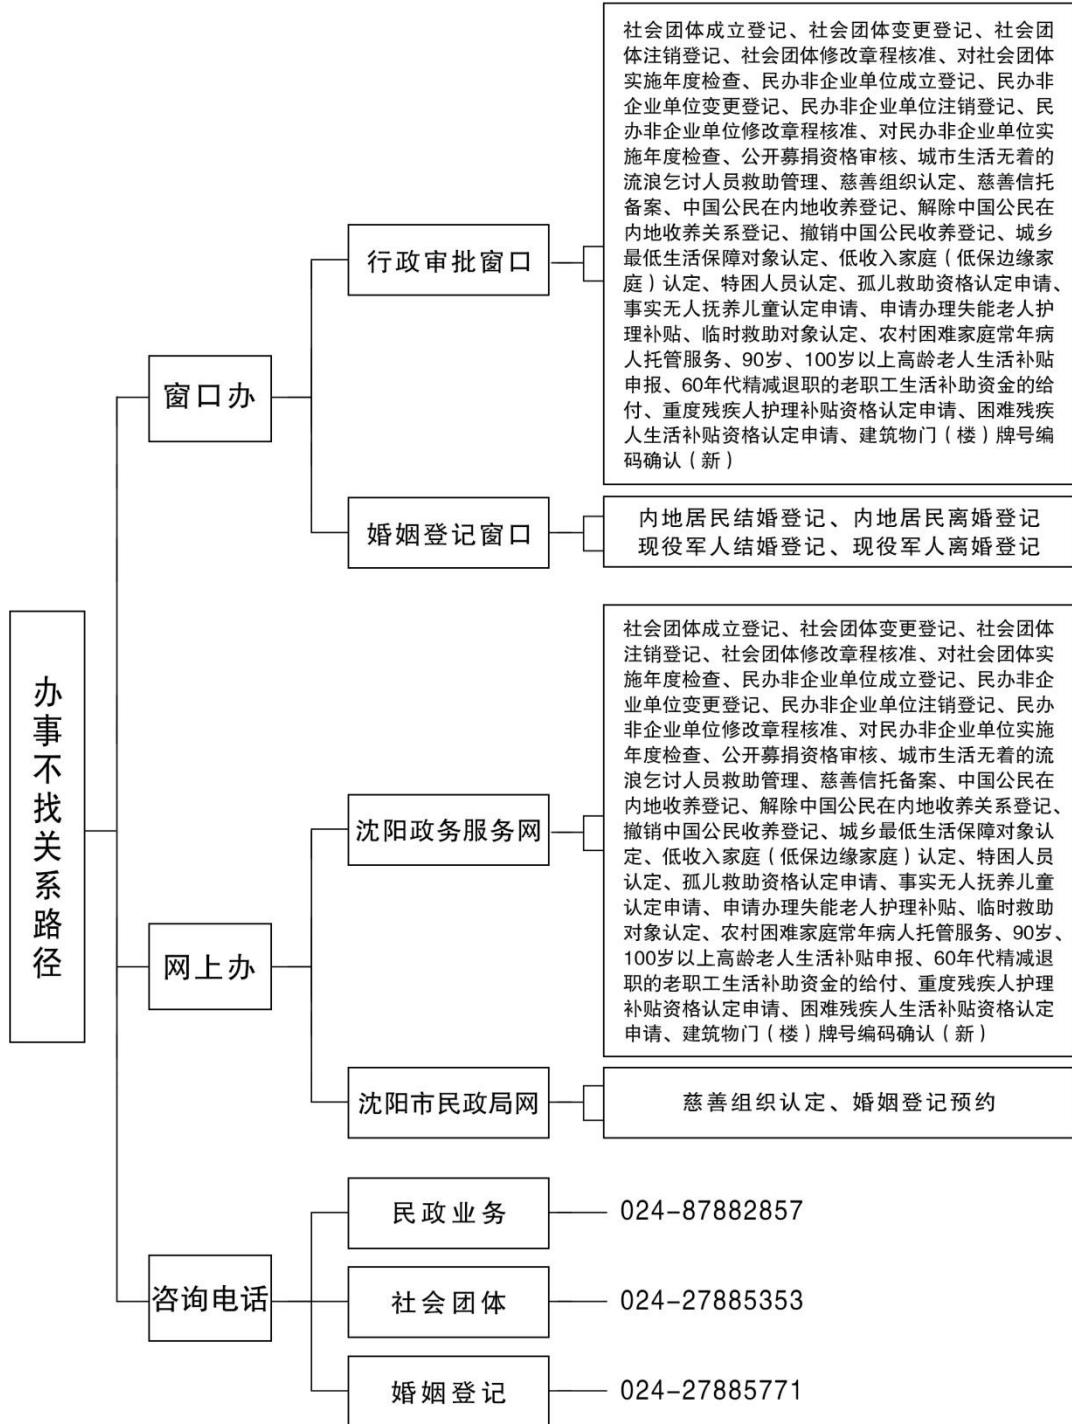 办事不找关系路径
窗口办
行政审批窗口
社会团体成立登记、社会团体变更登记、社会团
体注销登记、社会团体修改章程核准、对社会团体
实施年度检查、民办非企业单位成立登记、民办非
企业单位变更登记、民办非企业单位注销登记、民
办非企业单位修改章程核准、对民办非企业单位实
施年度检查、公开募捐资格审核、城市生活无着的
流浪乞讨人员救助管理、慈善组织认定、慈善信托
备案、中国公民在内地收养登记、解除中国公民在
内地收养关系登记、撤销中国公民收养登记、城乡
最低生活保障对象认定、低收入家庭（低保边缘家
庭）认定、特困人员认定、孤儿救助资格认定申请、
事实无人抚养儿童认定申请、申请办理失能老人护
理补贴、临时救助对象认定、农村困难家庭常年病
人托管服务、90岁、100岁以上高龄老人生活补贴
申报、60年代精减退职的老职工生活补助资金的给
付、重度残疾人护理补贴资格认定申请、困难残疾
人生活补贴资格认定申请、建筑物门（楼）牌号编
码确认（新）
婚姻登记窗口
内地居民结婚登记、内地居民离婚登记
现役军人结婚登记、现役军人离婚登记
网上办
沈阳政务服务网
社会团体成立登记、社会团体变更登记、社会团体
注销登记、社会团体修改章程核准、对社会团体实
施年度检查、民办非企业单位成立登记、民办非企
业单位变更登记、民办非企业单位注销登记、民办
非企业单位修改章程核准、对民办非企业单位实施
年度检查、公开募捐资格审核、城市生活无着的流
浪乞讨人员救助管理、慈善信托备案、中国公民在
内地收养登记、解除中国公民在内地收养关系登记、
撤销中国公民收养登记、城乡最低生活保障对象认
定、低收入家庭（低保边缘家庭）认定、特困人员
认定、孤儿救助资格认定申请、事实无人抚养儿童
认定申请、申请办理失能老人护理补贴、临时救助
对象认定、农村困难家庭常年病人托管服务、90岁、
100岁以上高龄老人生活补贴申报、60年代精减退
职的老职工生活补助资金的给付、重度残疾人护理
补贴资格认定申请、困难残疾人生活补贴资格认定
申请、建筑物门（楼）牌号编码确认（新）
沈阳市民政局网
慈善组织认定、婚姻登记预约
咨询电话
民政业务
024-87882857
社会团体
024-27885353
婚姻登记
024-27885771